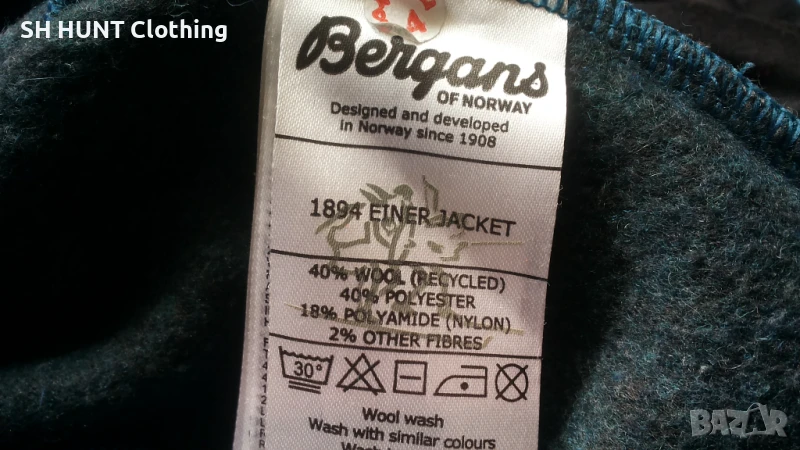 SH HUNT Clothing
Bergans
OF NORWAY
Designed and developed
in Norway since 1908
1894 EINER JACKET
40% WOOL (RECYCLED)
40% POLYESTER
18% POLYAMIDE (NYLON)
2% OTHER FIBRES
30°
Wool wash
Wash with similar colours
Wash
BAZAR